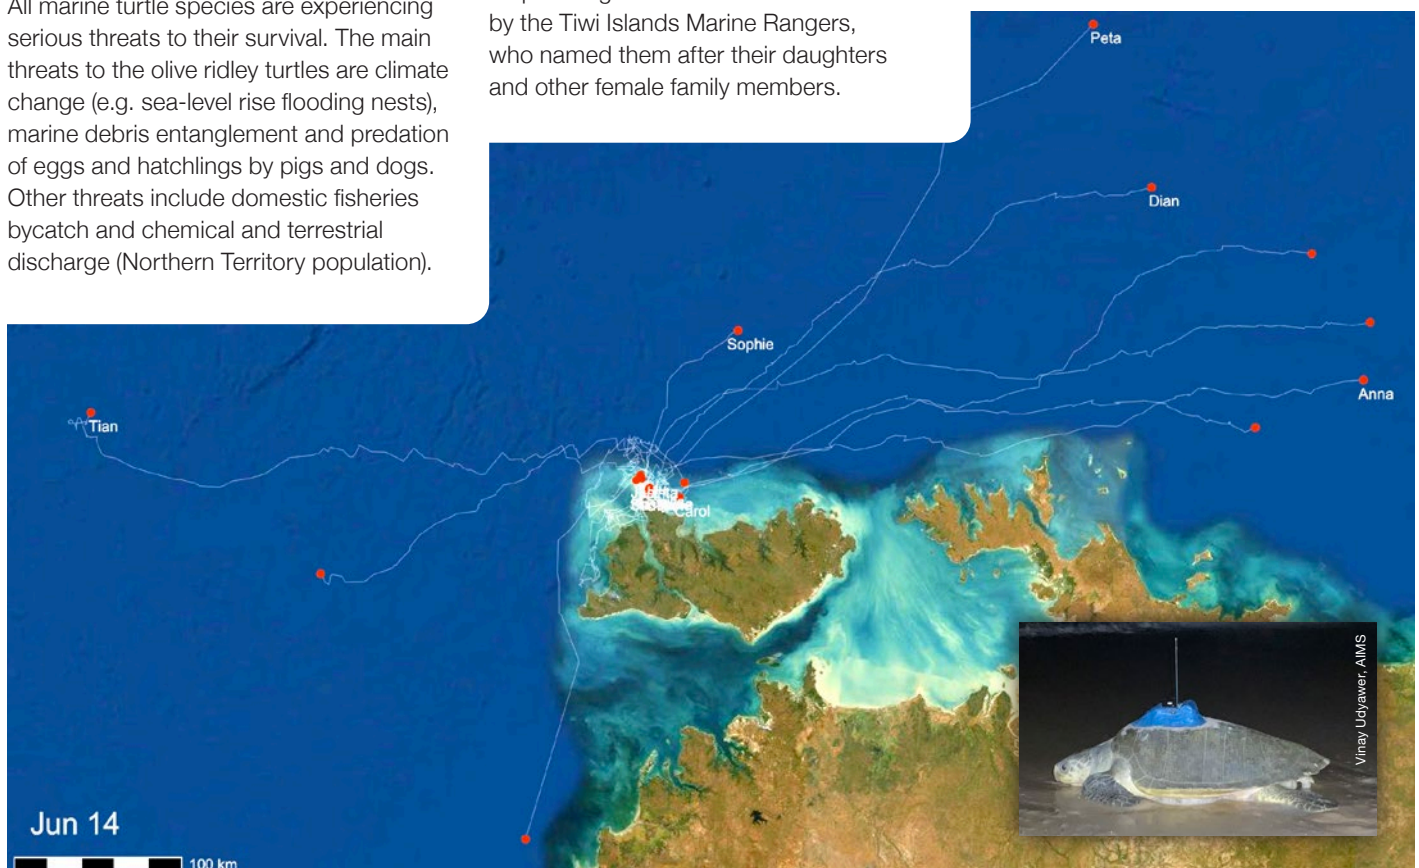 All marine turtle species are experiencing
serious threats to their survival. The main
threats to the olive ridley turtles are climate
change (e.g. sea-level rise flooding nests),
marine debris entanglement and predation
of eggs and hatchlings by pigs and dogs.
Other threats include domestic fisheries
bycatch and chemical and terrestrial
discharge (Northern Territory population).
by the Tiwi Islands Marine Rangers,
who named them after their daughters
and other female family members.
Peta
Dian
Sophie
Anna
Tian
Carol
Vinay Udyawer, AIMS
Jun 14
100 km